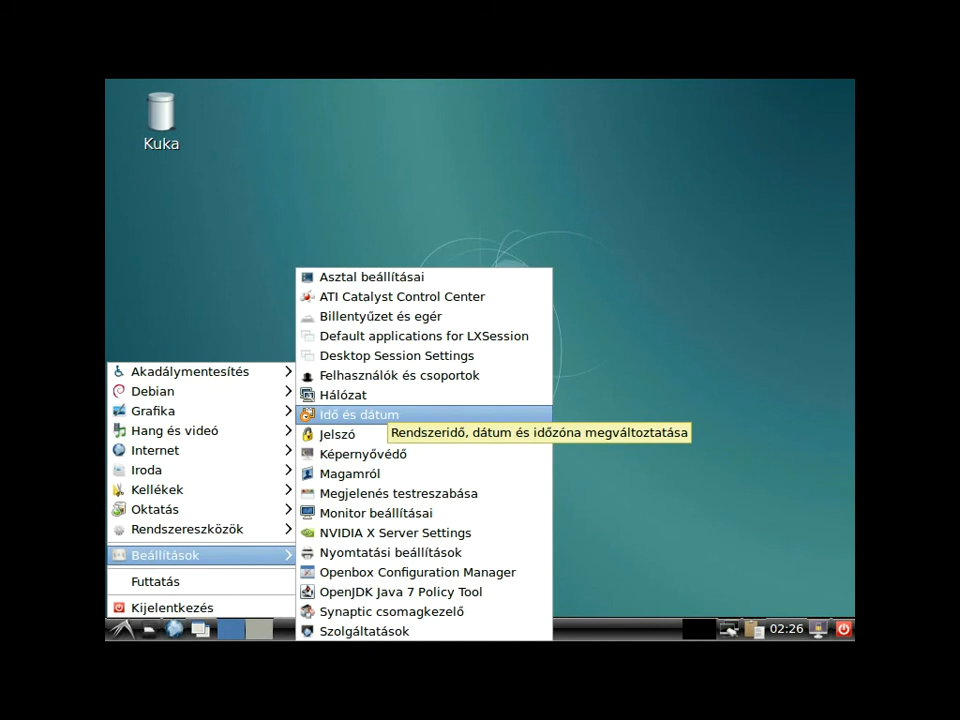 Kuka
Asztal beállításai
ATI Catalyst Control Center
Billentyűzet és egér
Default applications for LXSession
Desktop Session Settings
Felhasználók és csoportok
Hálózat
Idő és dátum
Jelszó
Rendszeridő, dátum és időzóna megváltoztatása
Képernyővédő
Magamról
Megjelenés testreszabása
Monitor beállításai
NVIDIA X Server Settings
Nyomtatási beállítások
Openbox Configuration Manager
OpenJDK Java 7 Policy Tool
Synaptic csomagkezelő
Szolgáltatások
Akadálymentesítés
Debian
Grafika
Hang és videó
Internet
Iroda
Kellékek
Oktatás
Rendszereszközök
Beállítások
Futtatás
Kijelentkezés
02:26